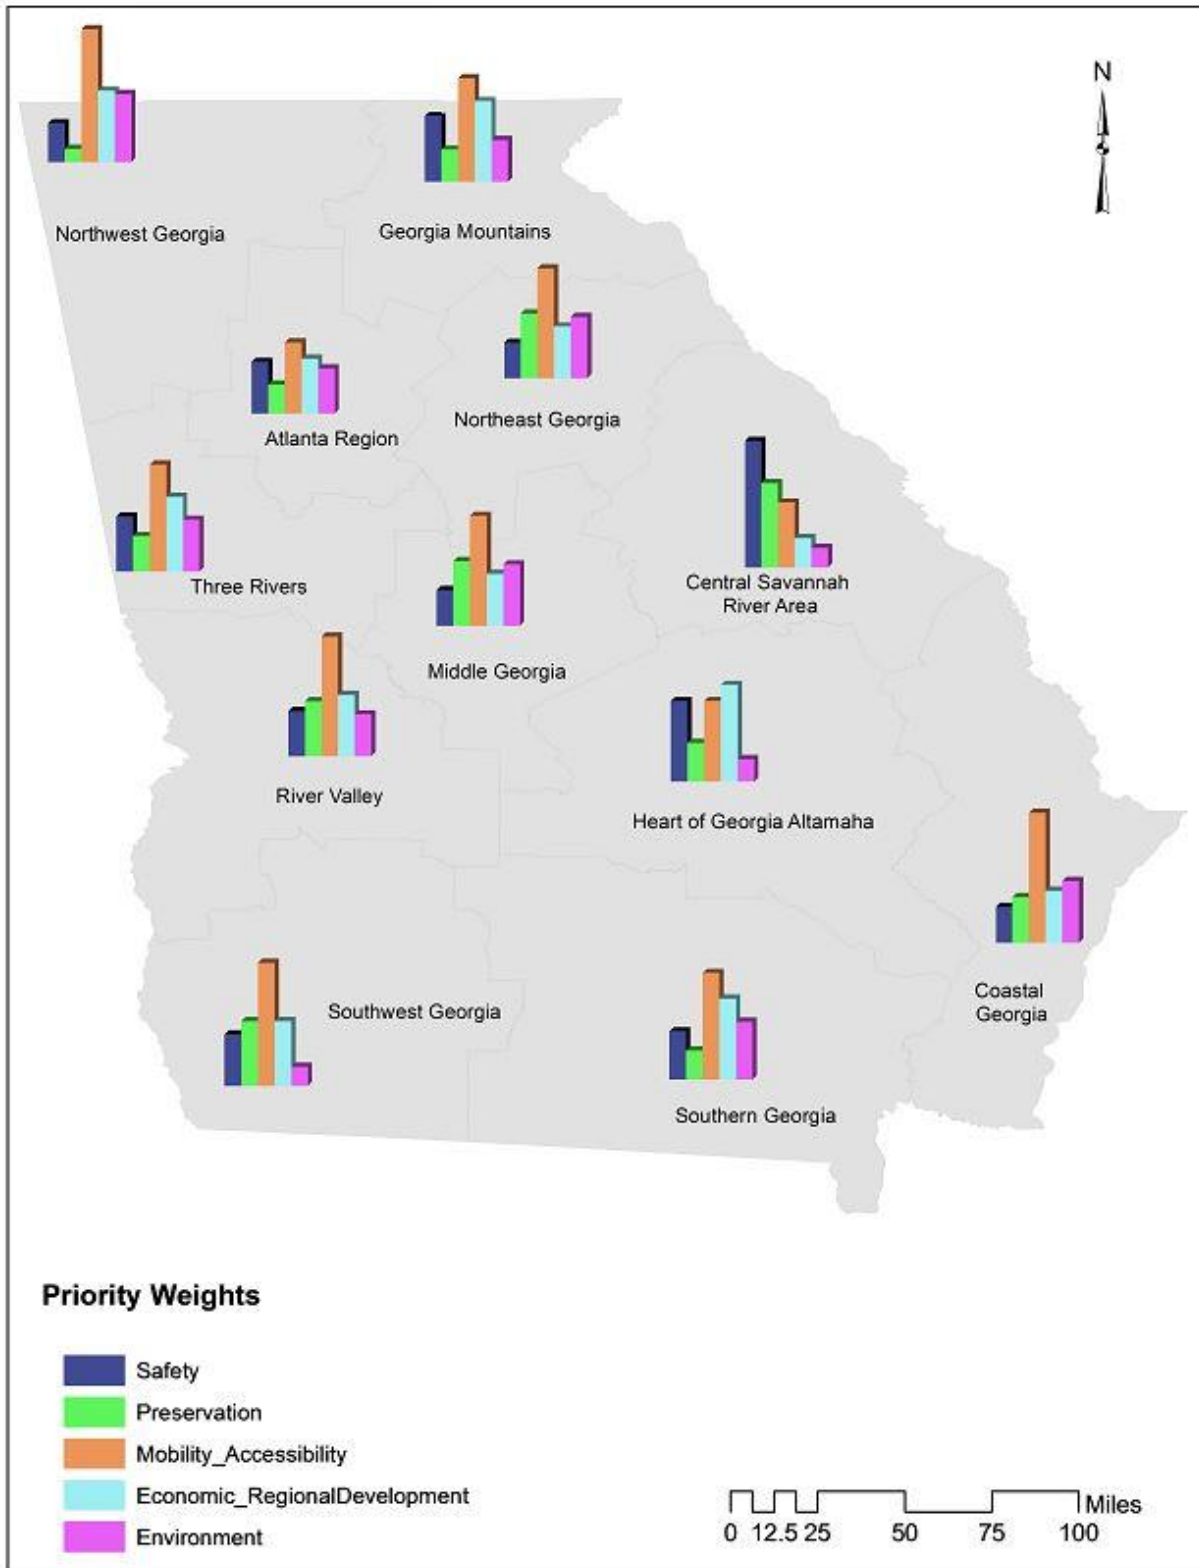 N
Northwest Georgia
Georgia Mountains
Northeast Georgia
Atlanta Region
Three Rivers
Central Savannah
River Area
Middle Georgia
River Valley
Heart of Georgia Altamaha
Coastal
Georgia
Southwest Georgia
Southern Georgia
Priority Weights
Safety
Preservation
Mobility_Accessibility
Economic_RegionalDevelopment
Environment
Miles
0 12.5 25 50 75 100